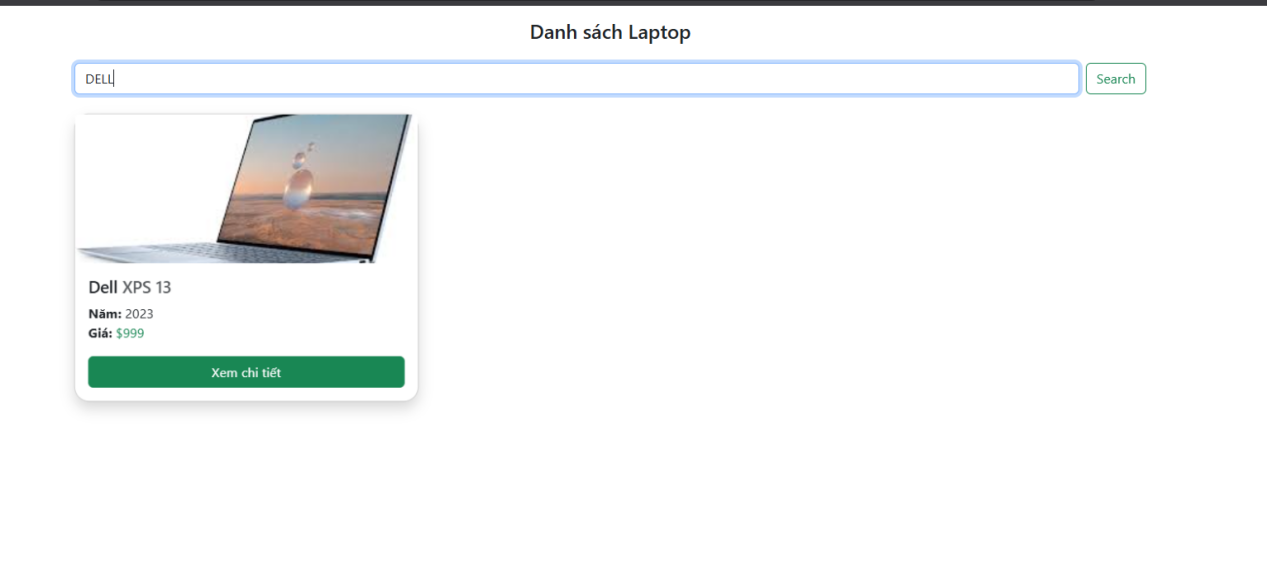 Danh sách Laptop
DELL
Search
Dell XPS 13
Năm: 2023
Giá: $999
Xem chi tiết